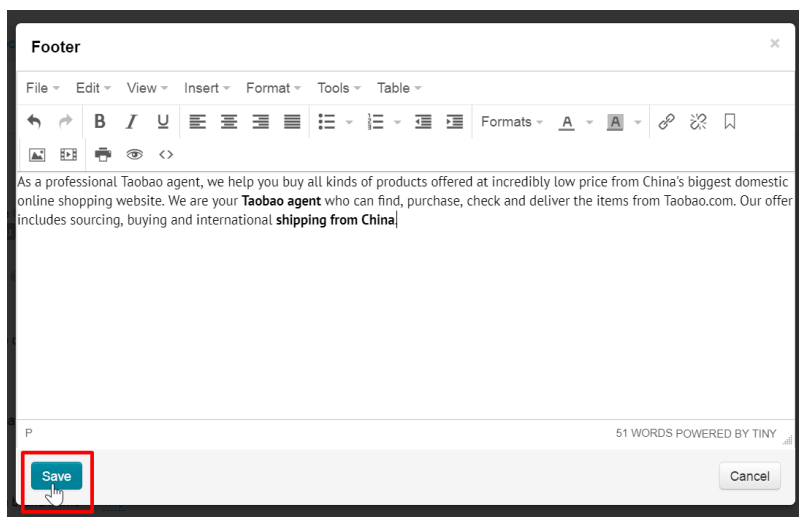 Footer ×
File Edit View Insert Format Tools Table
B I U Formats A A
As a professional Taobao agent, we help you buy all kinds of products offered at incredibly low price from China's biggest domestic
online shopping website. We are your Taobao agent who can find, purchase, check and deliver the items from Taobao.com. Our offer
includes sourcing, buying and international shipping from China.
P 51 WORDS POWERED BY TINY
Save Cancel